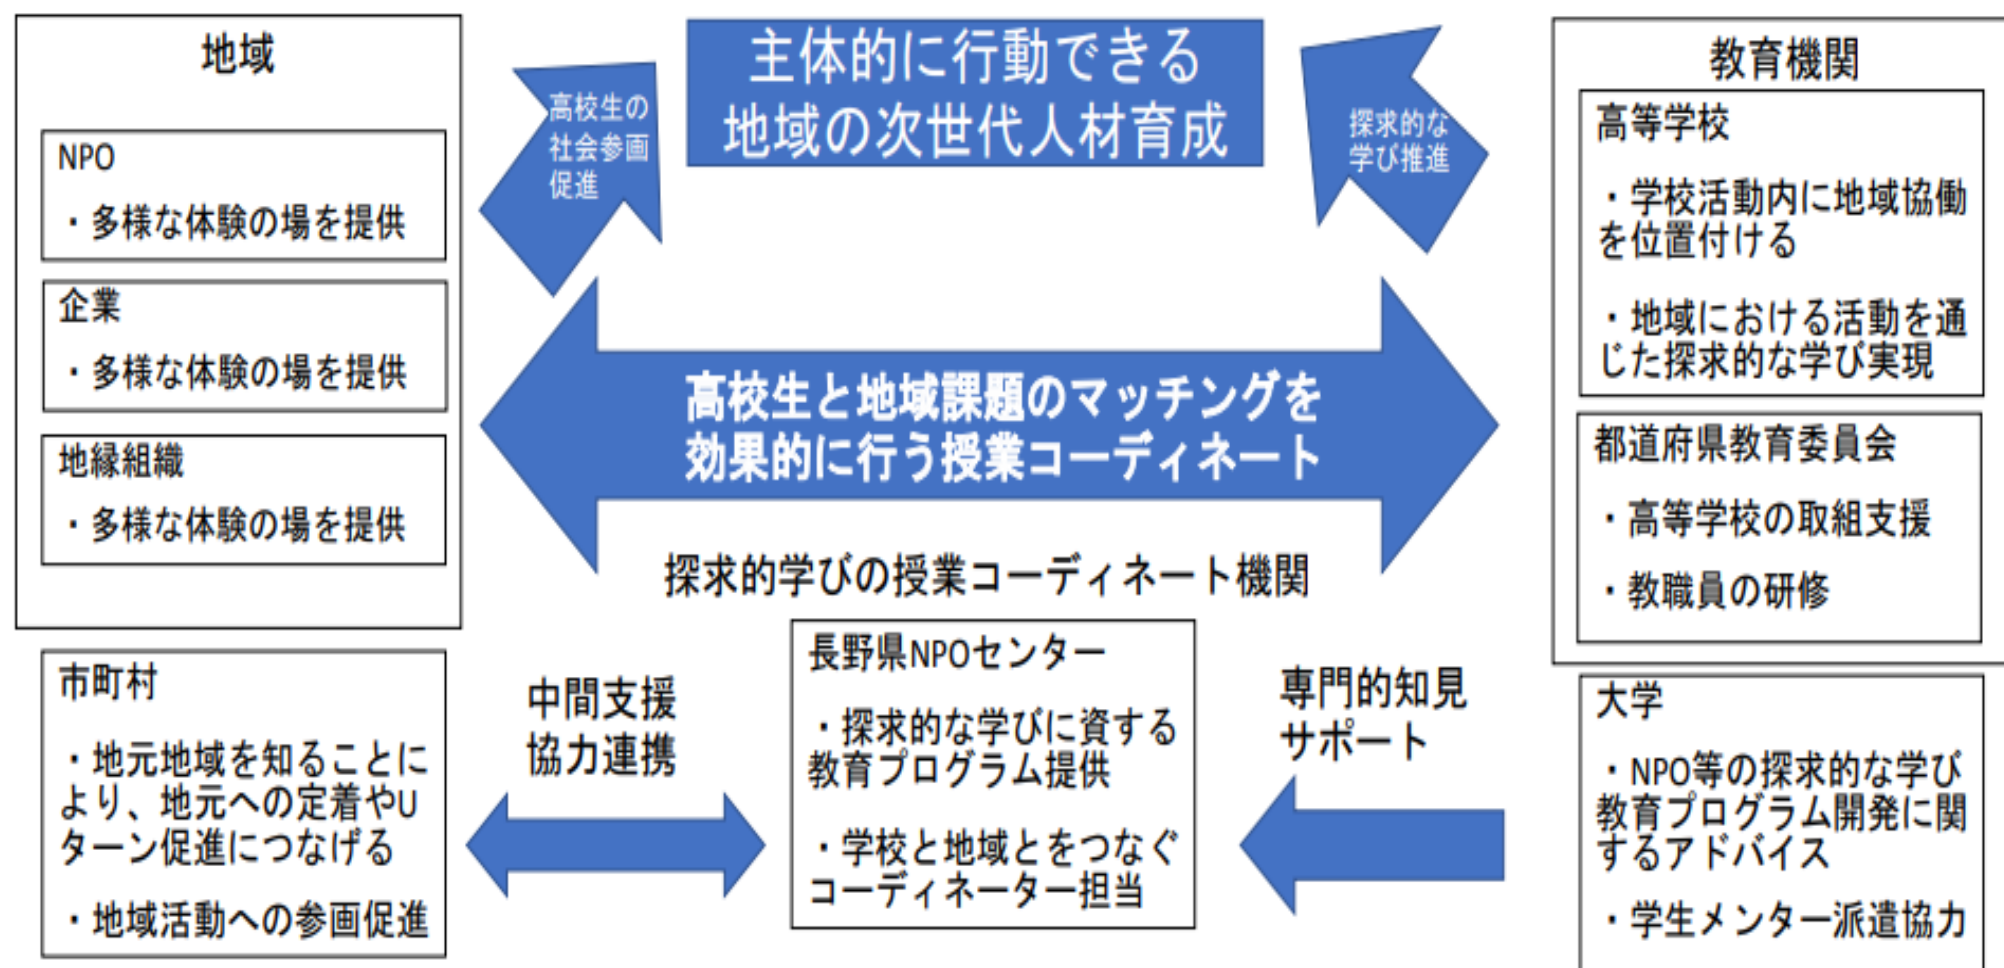 地域
NPO
・多様な体験の場を提供
企業
・多様な体験の場を提供
地縁組織
・多様な体験の場を提供
市町村
・地元地域を知ることに
より、地元への定着やU
ターン促進につなげる
・地域活動への参画促進
高校生の
社会参画
促進
主体的に行動できる
地域の次世代人材育成
探求的な
学び推進
高校生と地域課題のマッチングを
効果的に行う授業コーディネート
探求的学びの授業コーディネート機関
中間支援
協力連携
長野県NPOセンター
・探求的な学びに資する
教育プログラム提供
・学校と地域とをつなぐ
コーディネーター担当
専門的知見
サポート
教育機関
高等学校
・学校活動内に地域協働
を位置付ける
・地域における活動を通
じた探求的な学び実現
都道府県教育委員会
・高等学校の取組支援
・教職員の研修
大学
・NPO等の探求的な学び
教育プログラム開発に関
するアドバイス
・学生メンター派遣協力